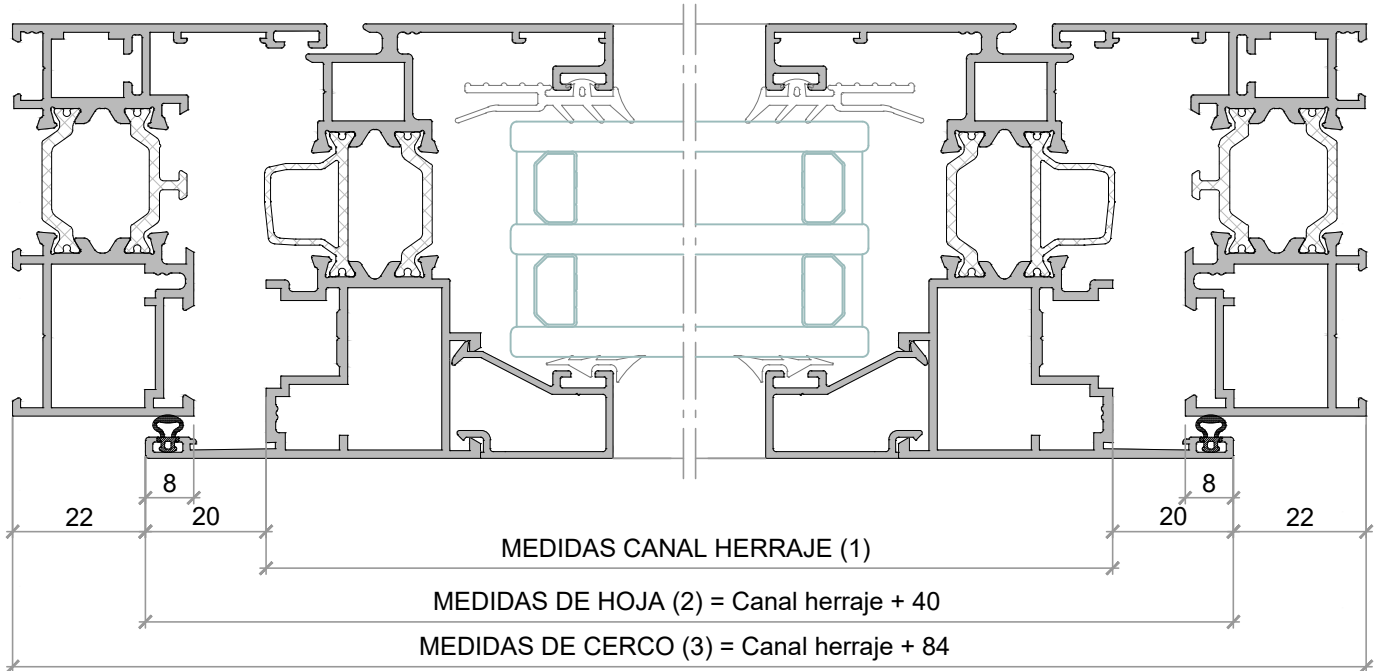 8
8
22
20
20
22
MEDIDAS CANAL HERRAJE (1)
MEDIDAS DE HOJA (2) = Canal herraje + 40
MEDIDAS DE CERCO (3) = Canal herraje + 84